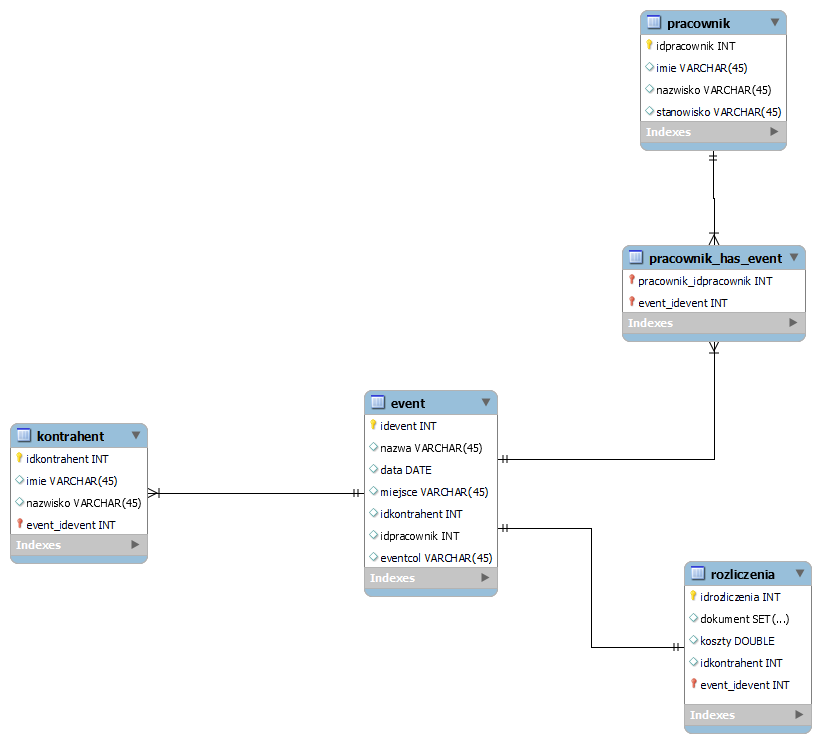 pracownik
idpracownik INT
imie VARCHAR(45)
nazwisko VARCHAR(45)
stanowisko VARCHAR(45)
Indexes
pracownik_has_event
pracownik_idpracownik INT
event_idevent INT
Indexes
event
idevent INT
nazwa VARCHAR(45)
data DATE
miejsce VARCHAR(45)
idkontrahent INT
idpracownik INT
eventcol VARCHAR(45)
Indexes
kontrahent
idkontrahent INT
imie VARCHAR(45)
nazwisko VARCHAR(45)
event_idevent INT
Indexes
rozliczenia
idrozliczenia INT
dokument SET(...)
koszty DOUBLE
idkontrahent INT
event_idevent INT
Indexes